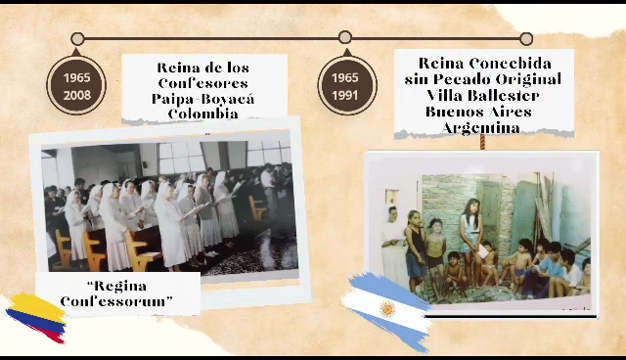 1965
2008
Reina de los
Confesores
Paipa-Boyacá
Colombia
"Regina
Confessorum"
1965
1991
Reina Concebida
sin Pecado Original
Villa Ballester
Buenos Aires
Argentina